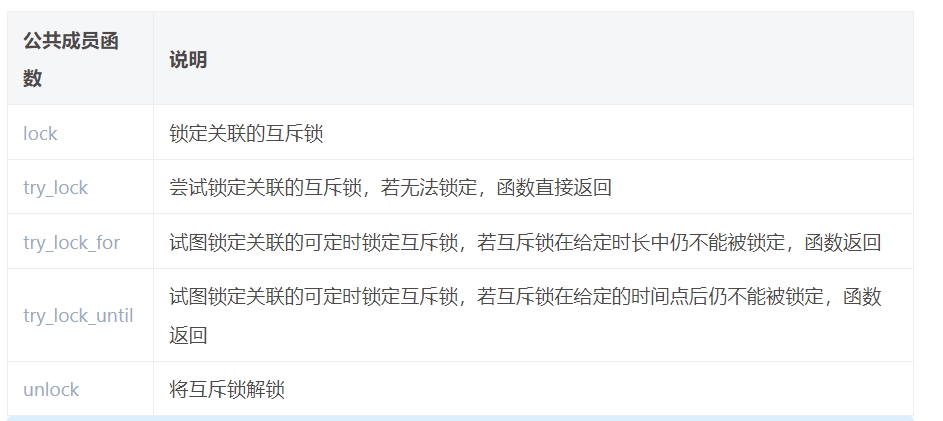 公共成员函
数
说明
lock
锁定关联的互斥锁
try_lock
尝试锁定关联的互斥锁，若无法锁定，函数直接返回
try_lock_for
试图锁定关联的可定时锁定互斥锁，若互斥锁在给定时长中仍不能被锁定，函数返回
try_lock_until
试图锁定关联的可定时锁定互斥锁，若互斥锁在给定的时间点后仍不能被锁定，函数
返回
unlock
将互斥锁解锁